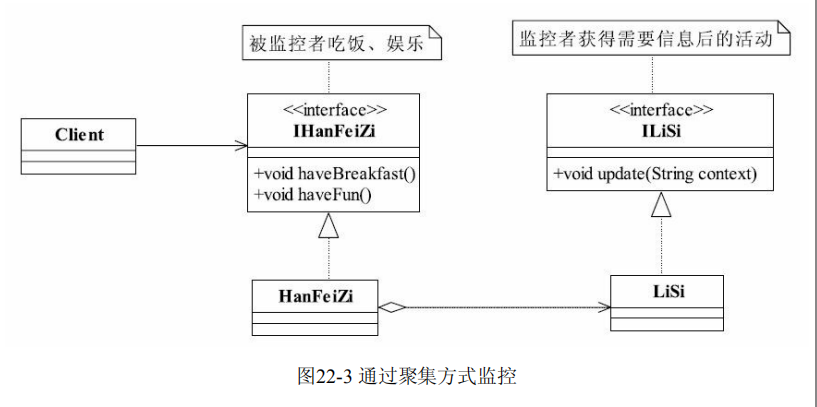 被监控者吃饭、娱乐
监控者获得需要信息后的活动
Client
<<interface>>
IHanFeiZi
+void haveBreakfast()
+void haveFun()
<<interface>>
ILiSi
+void update(String context)
HanFeiZi
LiSi
图22-3 通过聚集方式监控